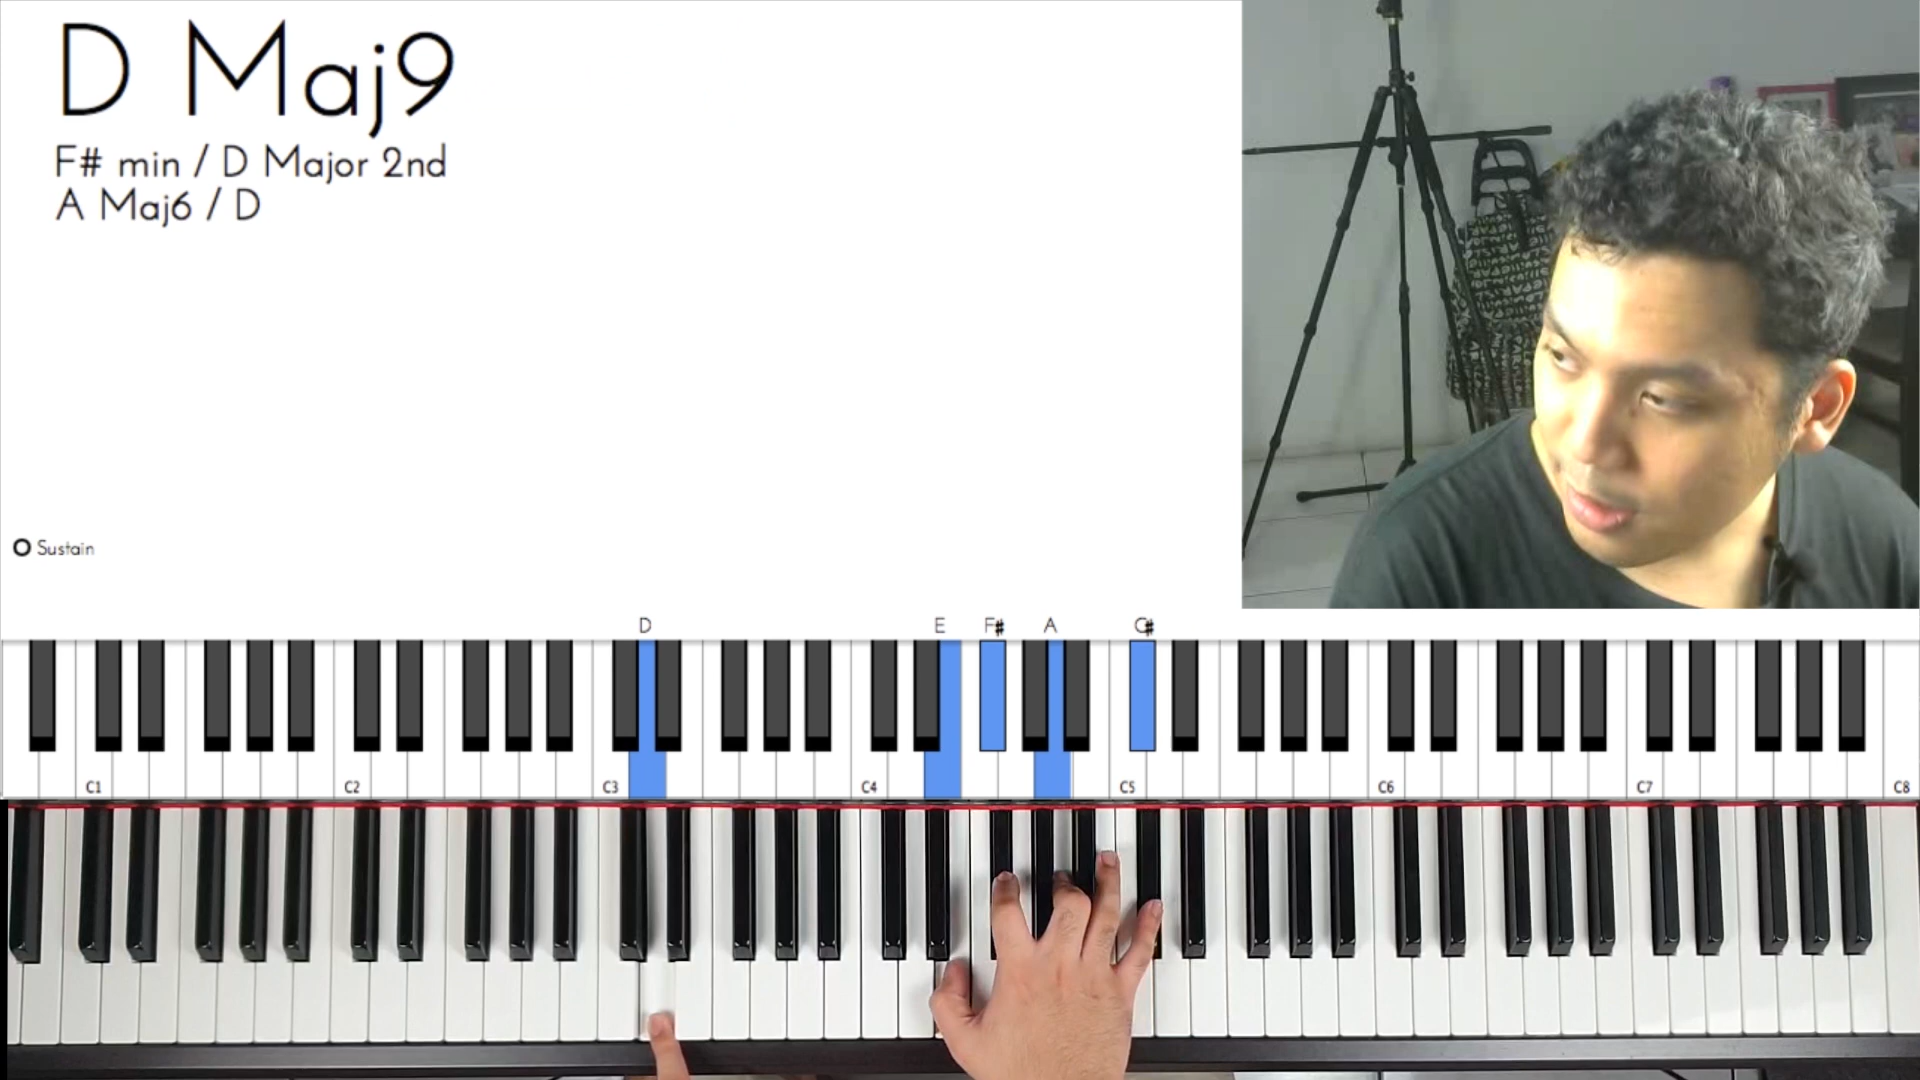 D Maj9
F# min / D Major 2nd
A Maj6 / D
Sustain
D E F# A C#
C1 C2 C3 C4 C5 C6 C7 C8